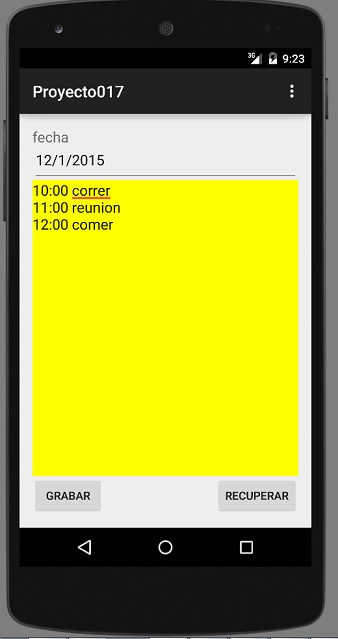 3G 9:23
Proyecto017
fecha
12/1/2015
10:00 correr
11:00 reunion
12:00 comer
GRABAR RECUPERAR